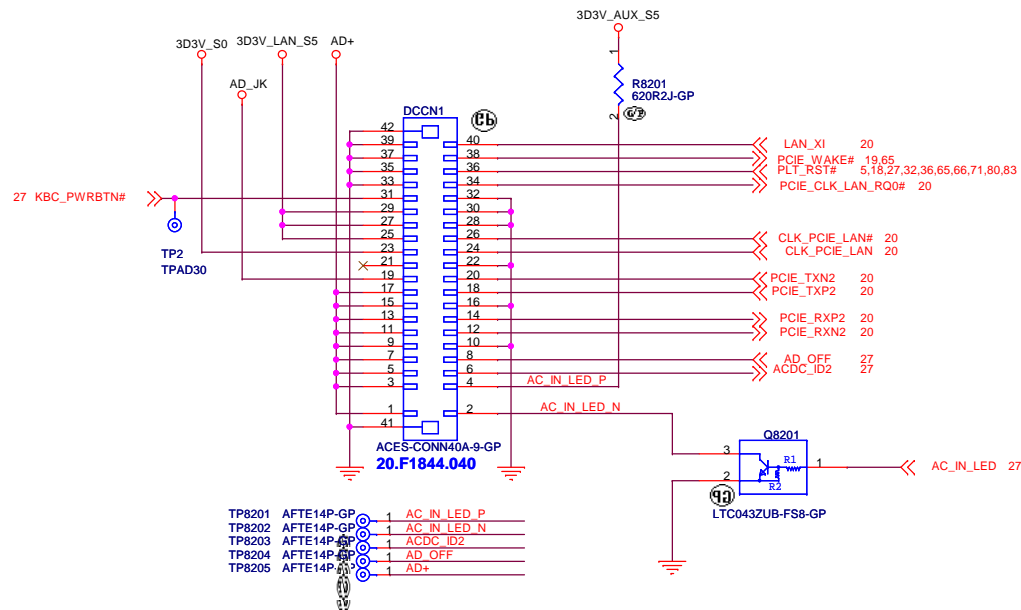 3D3V_AUX_S5
3D3V_S0
3D3V_LAN_S5
AD+
AD_JK
1
R8201
620R2J-GP
2
DCCN1
42
39
40
LAN_XI 20
37
38
PCIE_WAKE# 19,65
35
36
PLT_RST# 5,18,27,32,36,65,66,71,80,83
33
34
PCIE_CLK_LAN_RQ0# 20
27 KBC_PWRBTN#
31
32
29
30
27
28
25
26
CLK_PCIE_LAN# 20
23
24
CLK_PCIE_LAN 20
TP2
TPAD30
21
22
19
20
PCIE_TXN2 20
17
18
PCIE_TXP2 20
15
16
13
14
PCIE_RXP2 20
11
12
PCIE_RXN2 20
9
10
7
8
AD_OFF 27
5
6
ACDC_ID2 27
3
4
AC_IN_LED_P
1
2
AC_IN_LED_N
41
ACES-CONN40A-9-GP
20.F1844.040
Q8201
3
R1
1
AC_IN_LED 27
2
R2
LTC043ZUB-FS8-GP
TP8201 AFTE14P-GP 1 AC_IN_LED_P
TP8202 AFTE14P-GP 1 AC_IN_LED_N
TP8203 AFTE14P-GP 1 ACDC_ID2
TP8204 AFTE14P-GP 1 AD_OFF
TP8205 AFTE14P-GP 1 AD+